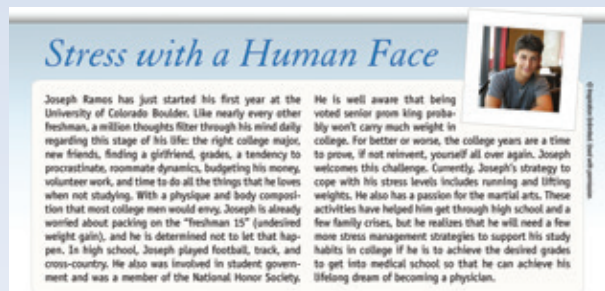 Stress with a Human Face
Joseph Ramos has just started his first year at the
University of Colorado Boulder. Like nearly every other
freshman, a million thoughts filter through his mind daily
regarding this stage of his life: the right college major,
new friends, finding a girlfriend, grades, a tendency to
procrastinate, roommate dynamics, budgeting his money,
volunteer work, and time to do all the things that he loves
when not studying. With a physique and body composi-
tion that most college men would envy, Joseph is already
worried about packing on the "freshman 15" (undesired
weight gain), and he is determined not to let that hap-
pen. In high school, Joseph played football, track, and
cross-country. He also was involved in student govern-
ment and was a member of the National Honor Society.
He is well aware that being
voted senior prom king proba-
bly won't carry much weight in
college. For better or worse, the college years are a time
to prove, if not reinvent, yourself all over again. Joseph
welcomes this challenge. Currently, Joseph's strategy to
cope with his stress levels includes running and lifting
weights. He also has a passion for the martial arts. These
activities have helped him get through high school and a
few family crises, but he realizes that he will need a few
more stress management strategies to support his study
habits in college if he is to achieve the desired grades
to get into medical school so that he can achieve his
lifelong dream of becoming a physician.